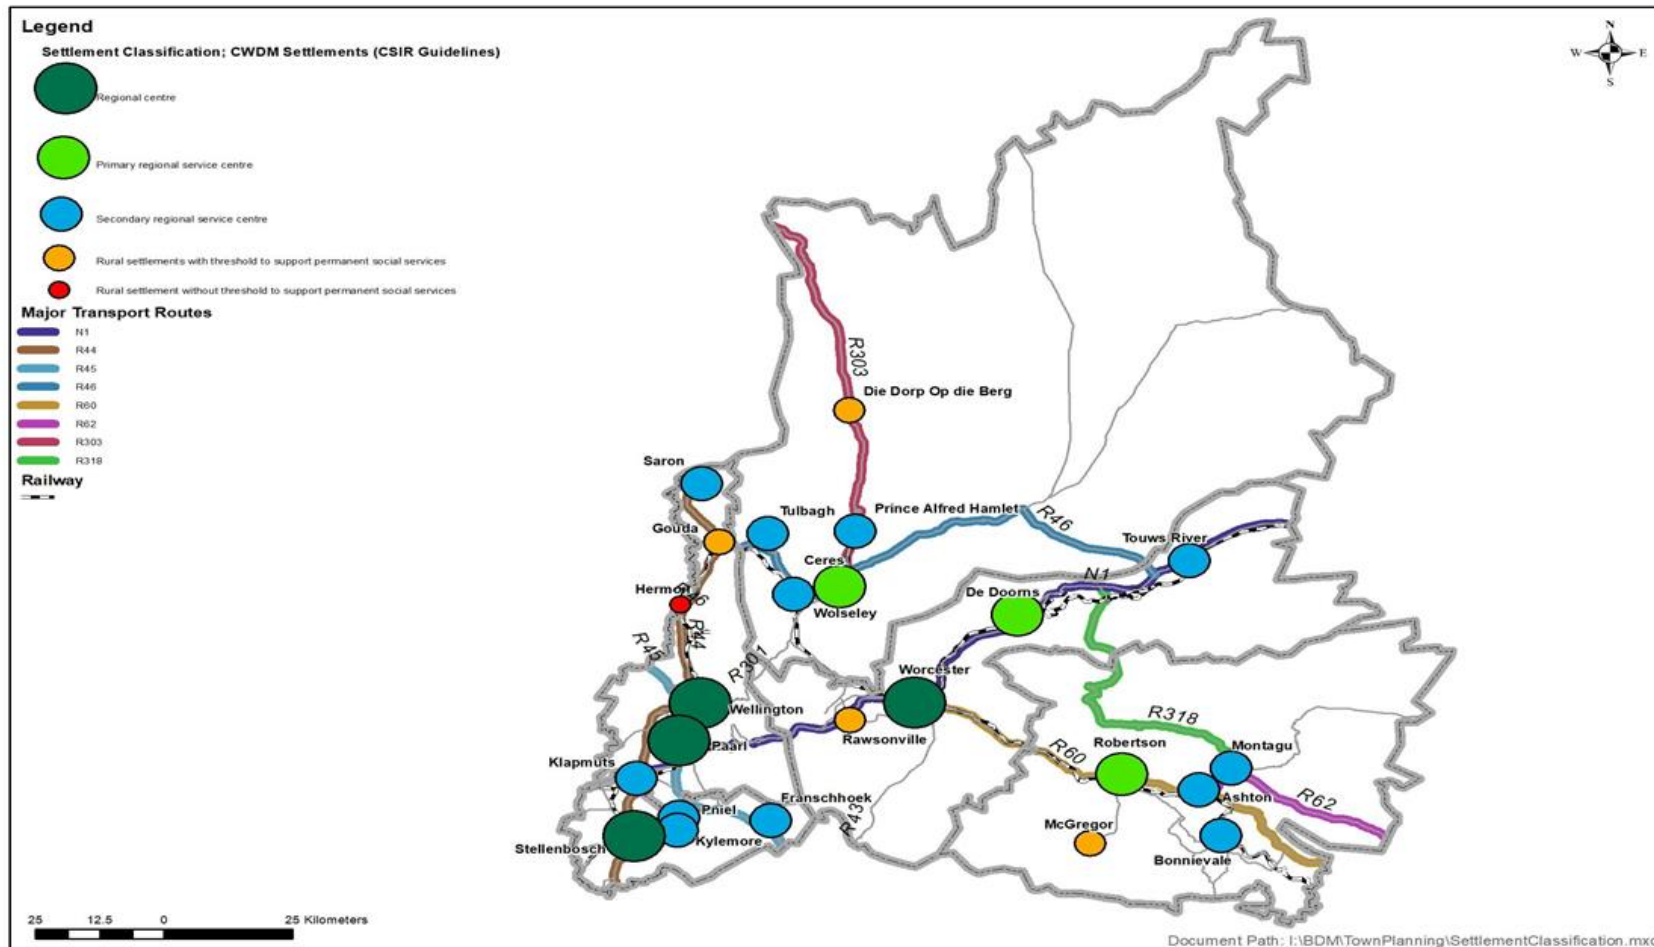 Legend
Settlement Classification; CWDM Settlements (CSIR Guidelines)
Regional centre
Primary regional service centre
Secondary regional service centre
Rural settlements with threshold to support permanent social services
Rural settlement without threshold to support permanent social services
Major Transport Routes
N1
R44
R45
R46
R60
R62
R303
R318
Railway
N
W E
S
R303
Die Dorp Op die Berg
Saron
Tulbagh
Prince Alfred Hamlet
R46
Gouda
Touws River
Ceres
N1
Hermon
De Doorns
Wolseley
R44
R45
R301
Worcester
Wellington
R318
Rawsonville
Paarl
R60
Robertson
Montagu
Klapmuts
Franschhoek
Ashton
R62
Pniel
R43
McGregor
Kylemore
Stellenbosch
Bonnievale
25 12.5 0 25 Kilometers
Document Path: I:\BDM\TownPlanning\SettlementClassification.mxd